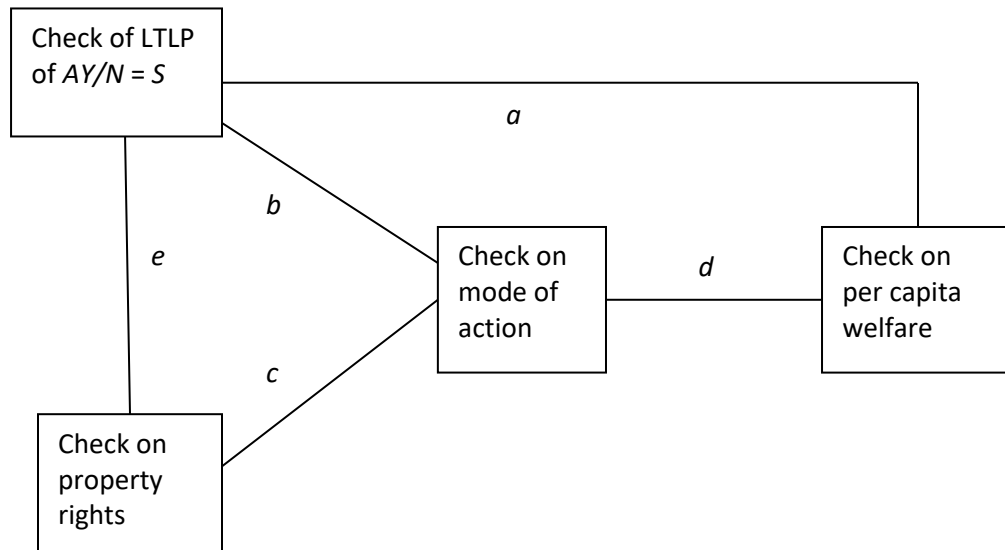 Check of LTLP
of AY/N = S
a
b
e
Check on
mode of
action
d
Check on
per capita
welfare
c
Check on
property
rights